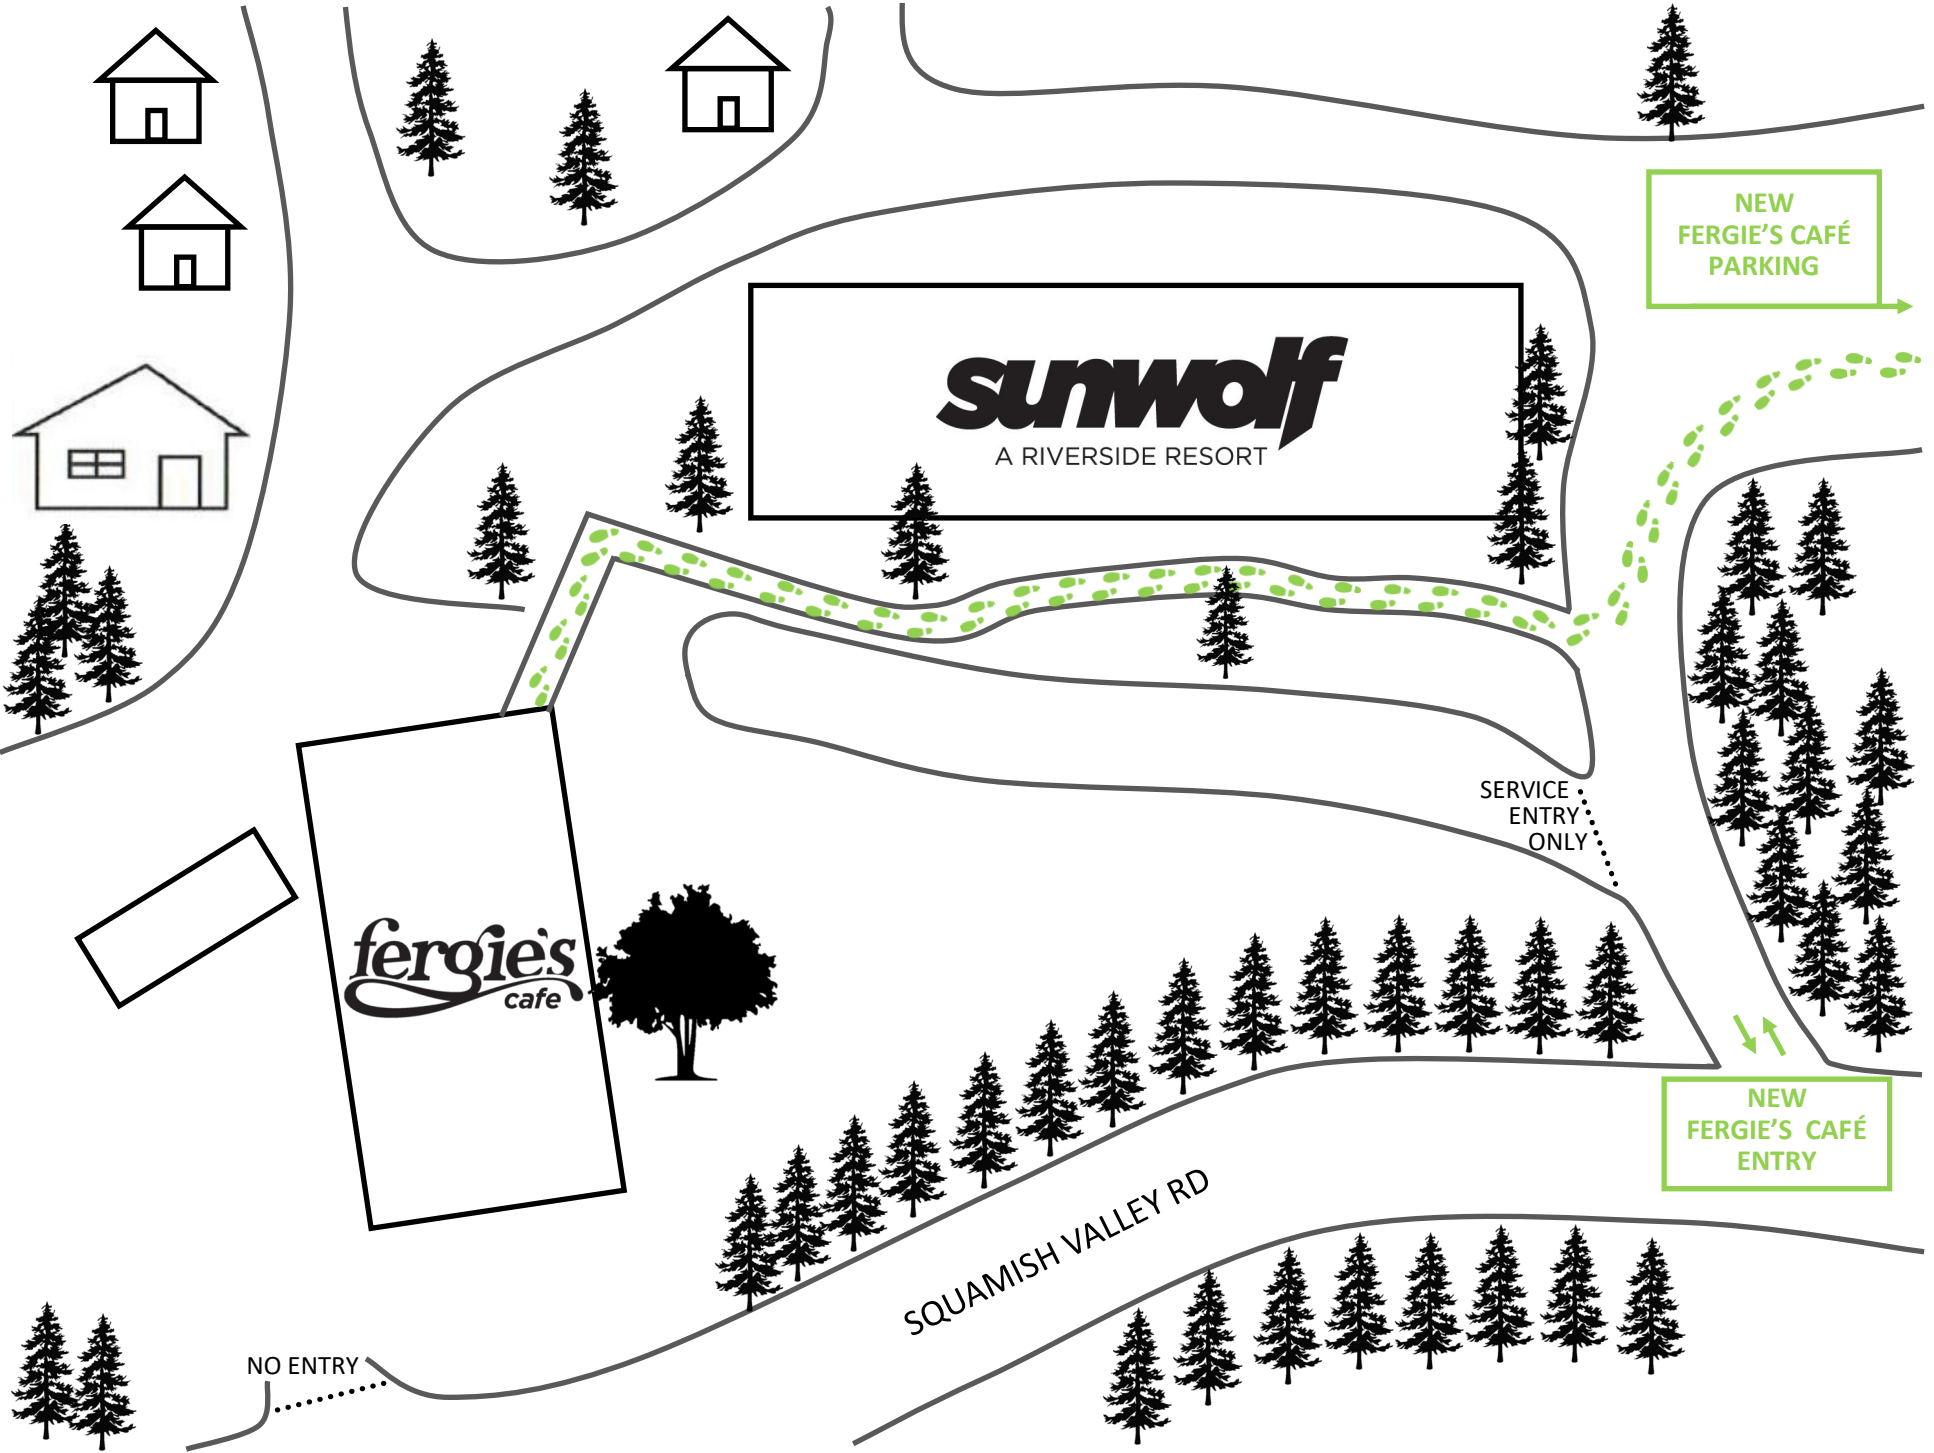 NEW
FERGIE’S CAFÉ
PARKING
sunwolf
A RIVERSIDE RESORT
SERVICE
ENTRY
ONLY
fergie's
cafe
NEW
FERGIE’S CAFÉ
ENTRY
SQUAMISH VALLEY RD
NO ENTRY